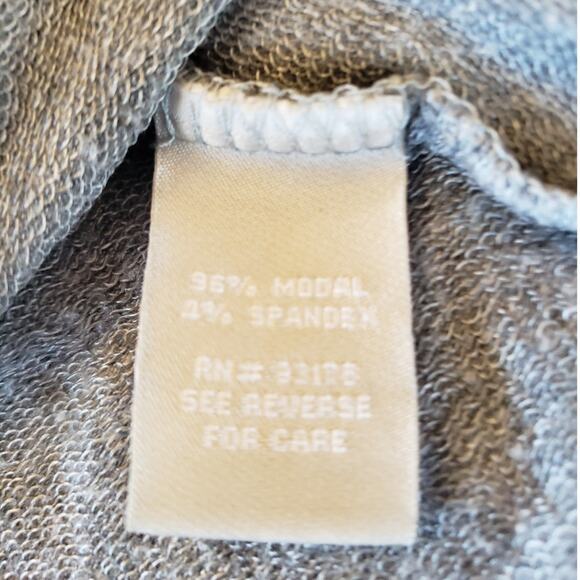 96% MODAL
4% SPANDEX
RN#
SEE REVERSE
FOR CARE